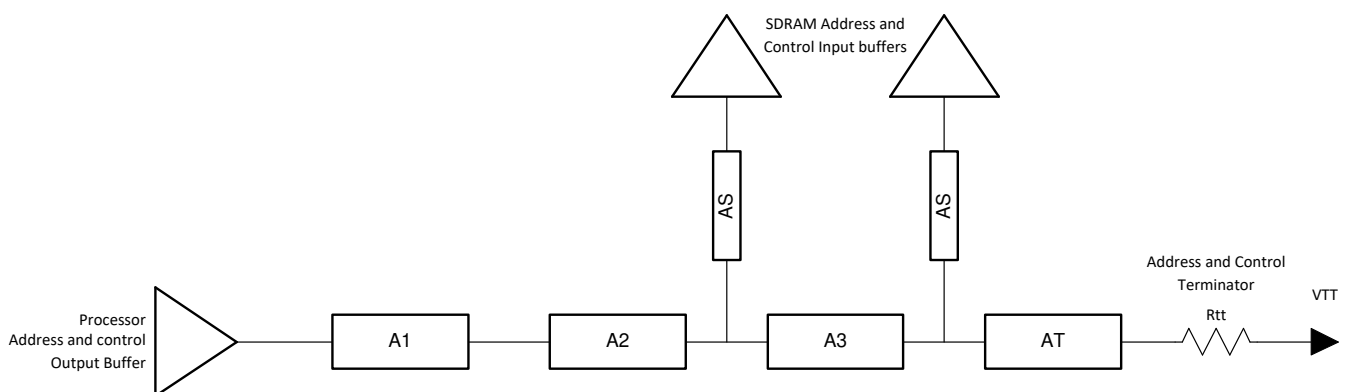 SDRAM Address and
Control Input buffers
AS
AS
Address and Control
Terminator
VTT
Processor
Address and control
Output Buffer
A1
A2
A3
AT
Rtt